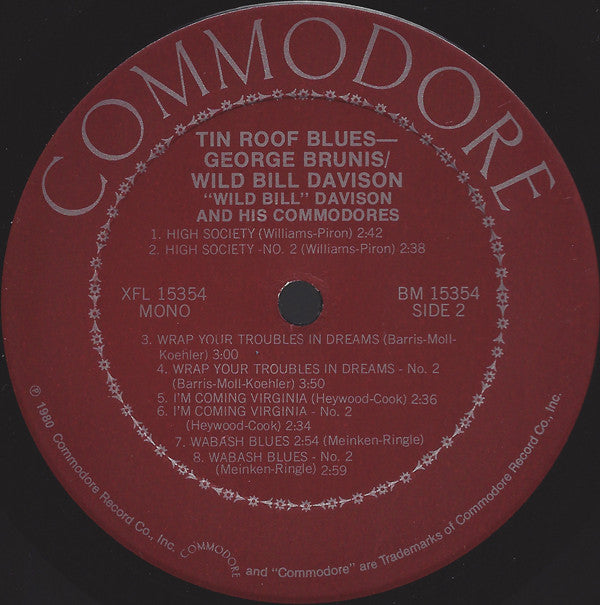 COMMODORE
TIN ROOF BLUES—
GEORGE BRUNIS/
WILD BILL DAVISON
"WILD BILL" DAVISON
AND HIS COMMODORES
1. HIGH SOCIETY (Williams-Piron) 2:42
2. HIGH SOCIETY -NO. 2 (Williams-Piron) 2:38
XFL 15354
MONO
BM 15354
SIDE 2
3. WRAP YOUR TROUBLES IN DREAMS (Barris-Moll-
Koehler) 3:00
4. WRAP YOUR TROUBLES IN DREAMS - No. 2
(Barris-Moll-Koehler) 3:50
5. I'M COMING VIRGINIA (Heywood-Cook) 2:36
6. I'M COMING VIRGINIA - No. 2
(Heywood-Cook) 2:34
7. WABASH BLUES 2:54 (Meinken-Ringle)
8. WABASH BLUES - No. 2
(Meinken-Ringle) 2:59
℗ 1980 Commodore Record Co., Inc. COMMODORE and "Commodore" are Trademarks of Commodore Record Co., Inc.